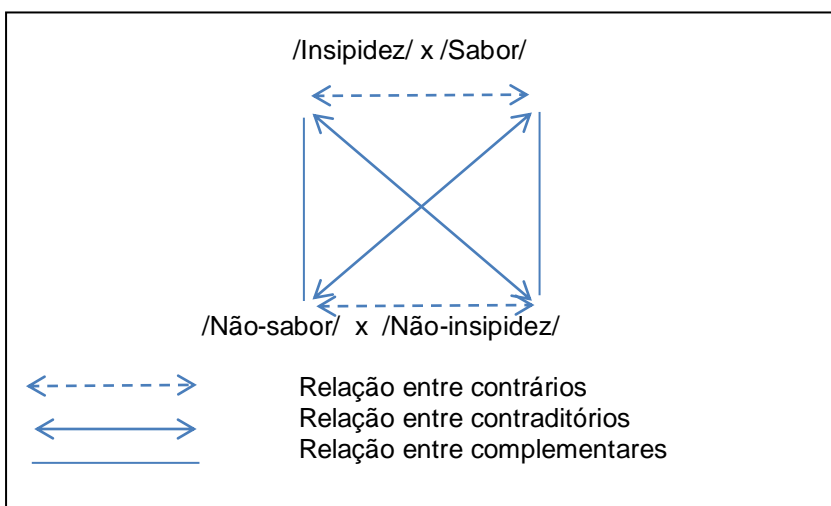 /Insipidez/ x /Sabor/
/Não-sabor/ x /Não-insipidez/
Relação entre contrários
Relação entre contraditórios
Relação entre complementares